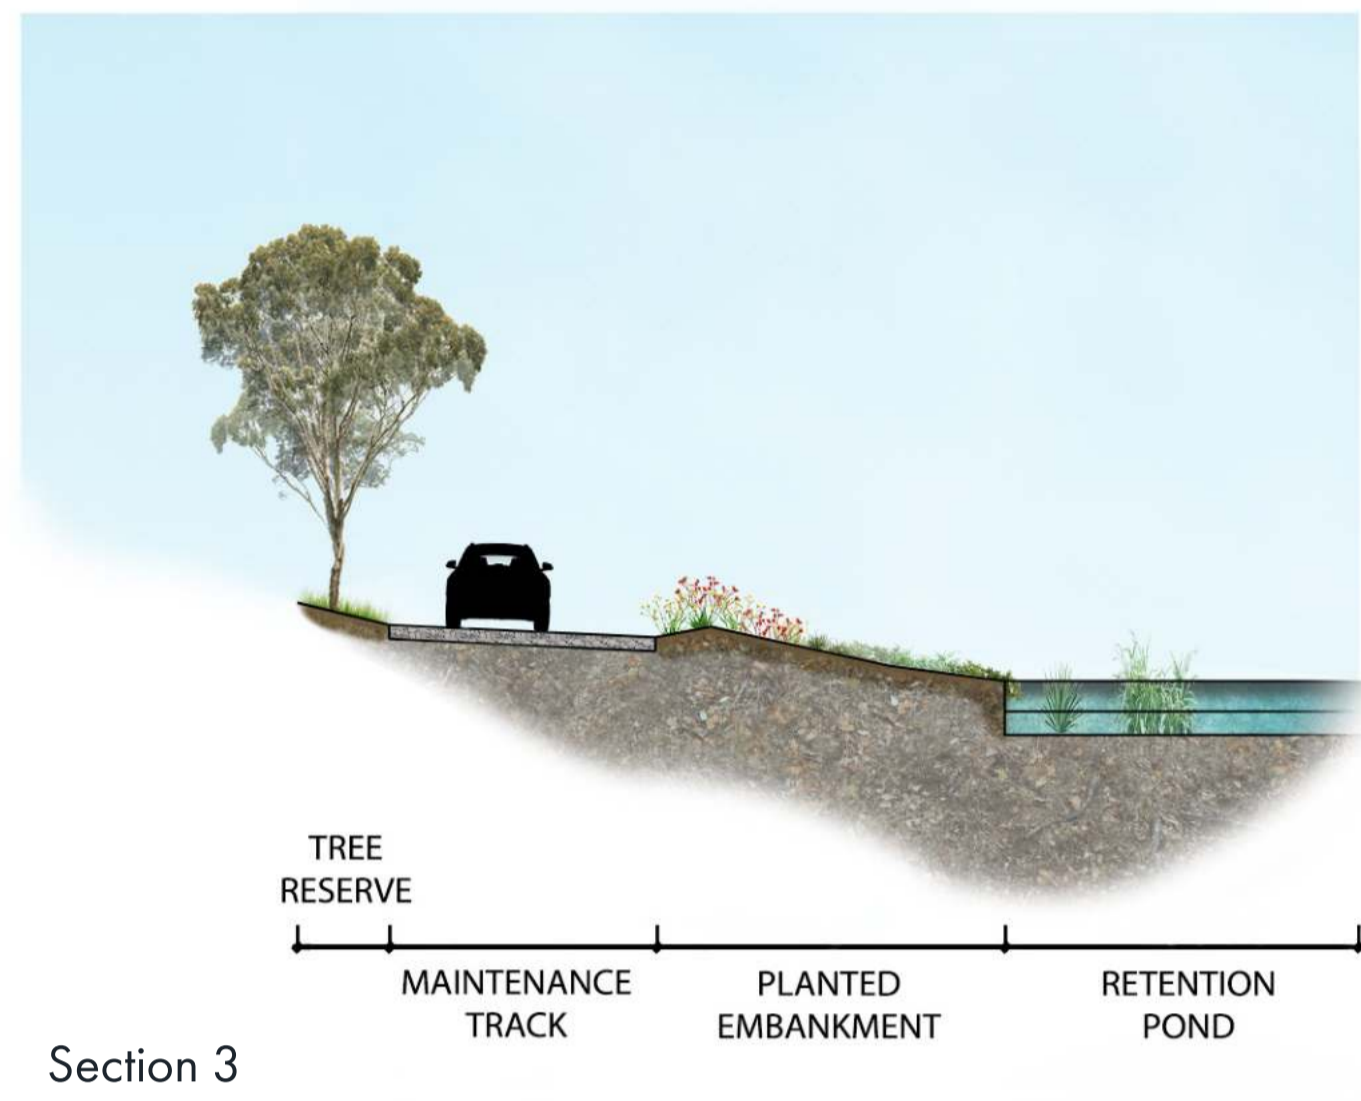 TREE
RESERVE
MAINTENANCE
TRACK
PLANTED
EMBANKMENT
RETENTION
POND
Section 3